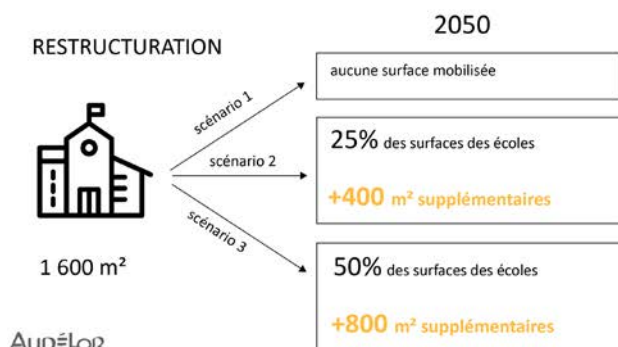 RESTRUCTURATION
1 600 m²
scénario 1
scénario 2
scénario 3
2050
aucune surface mobilisée
25% des surfaces des écoles
+400 m² supplémentaires
50% des surfaces des écoles
+800 m² supplémentaires
AUDÉLOR